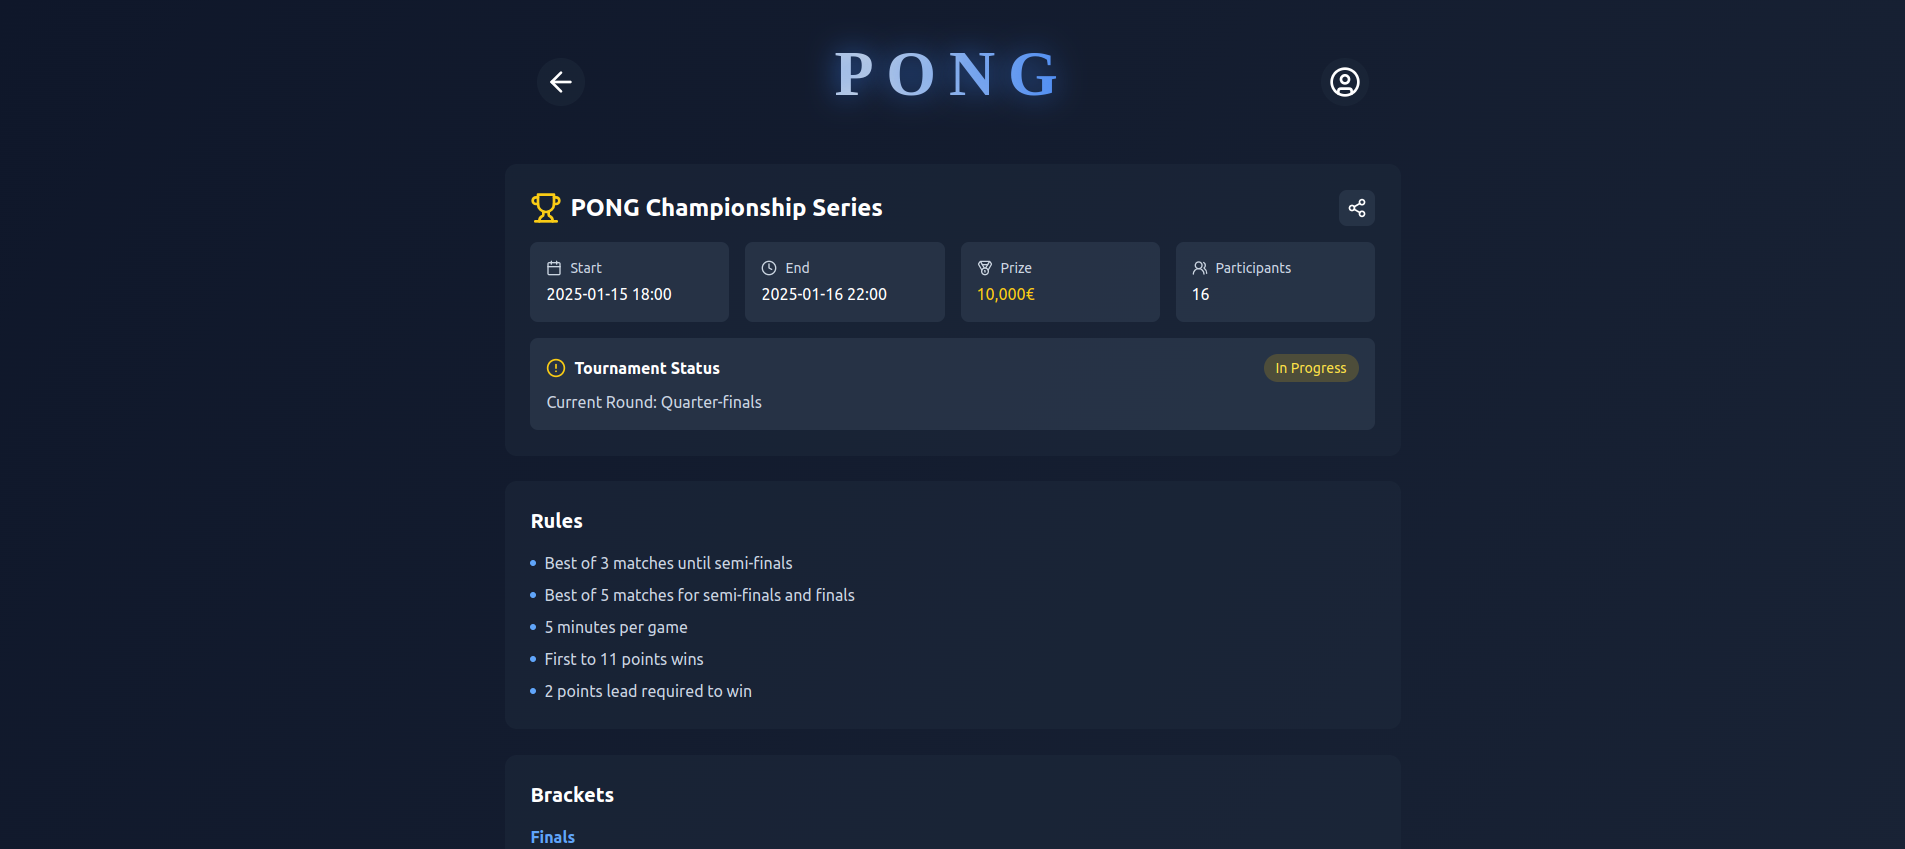 PONG
PONG Championship Series
Start
2025-01-15 18:00
End
2025-01-16 22:00
Prize
10,000€
Participants
16
Tournament Status
In Progress
Current Round: Quarter-finals
Rules
Best of 3 matches until semi-finals
Best of 5 matches for semi-finals and finals
5 minutes per game
First to 11 points wins
2 points lead required to win
Brackets
Finals